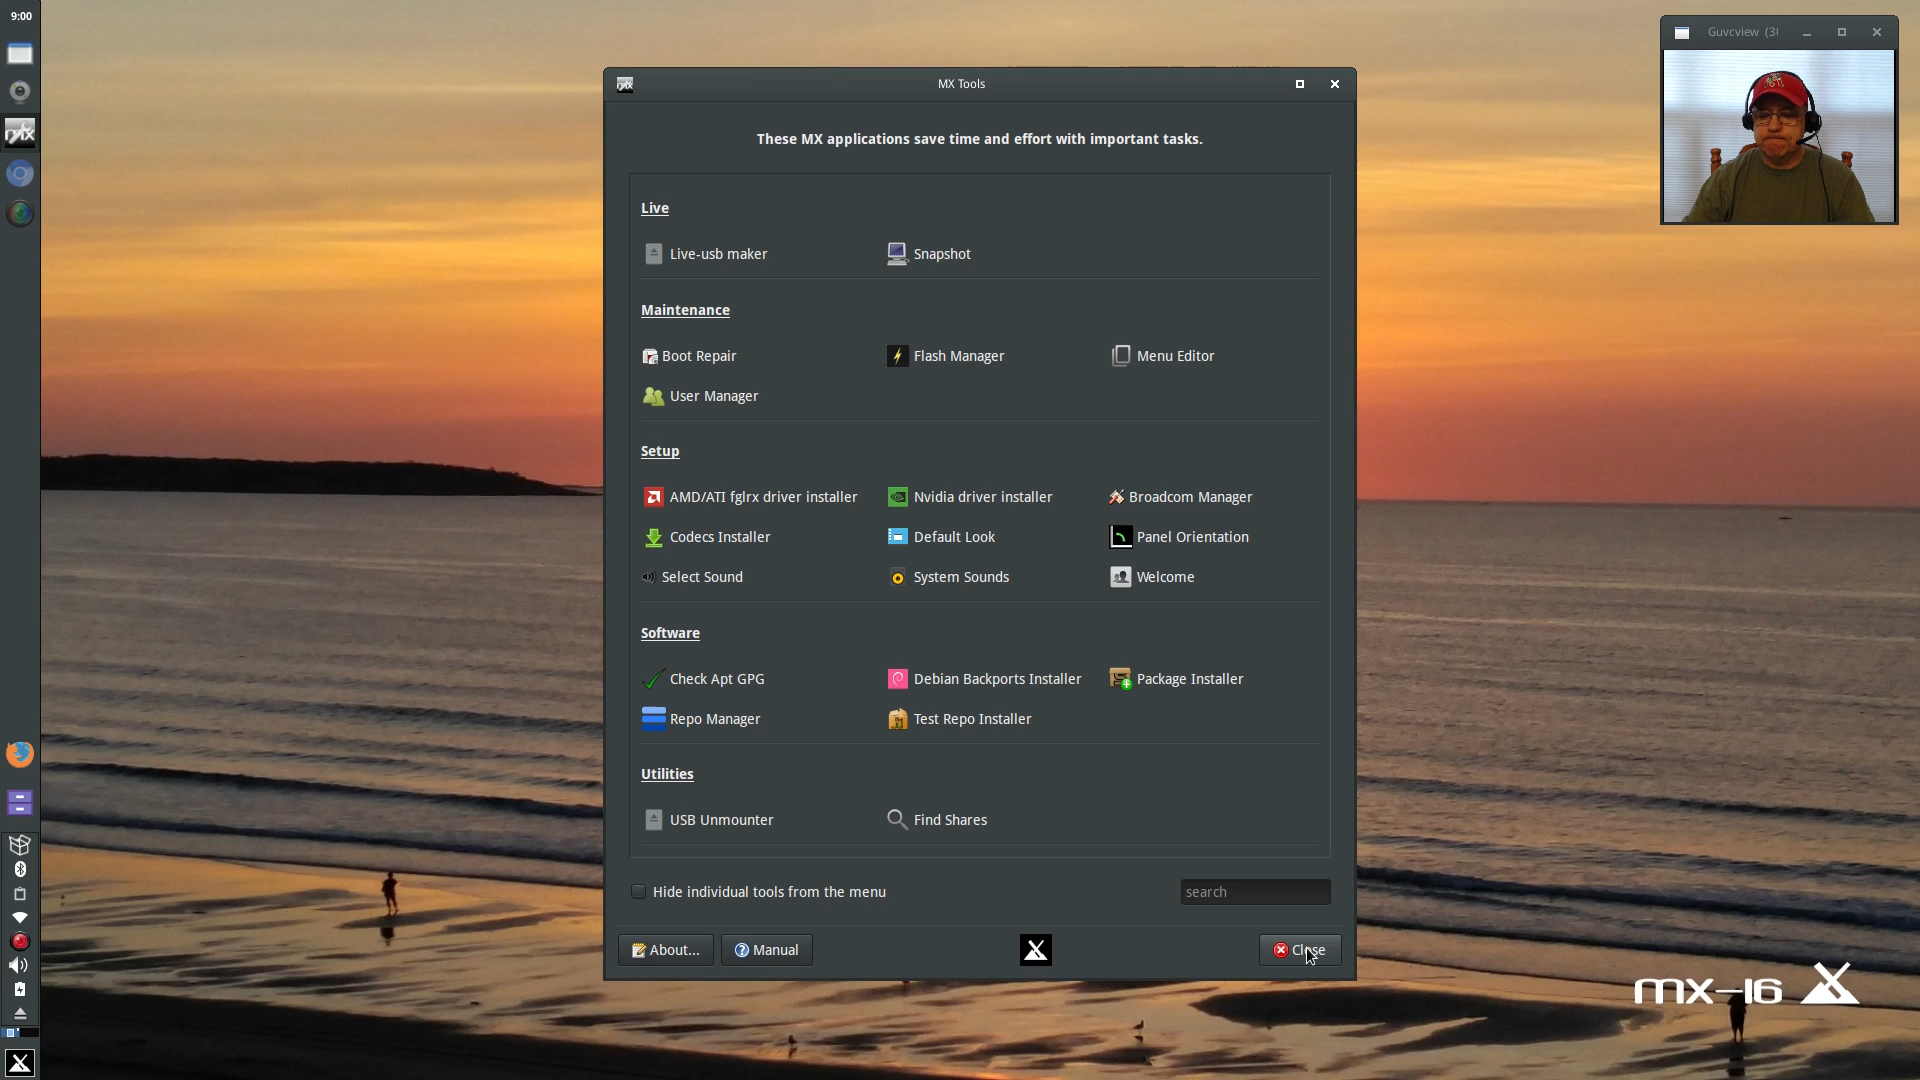 9:00
MX Tools
Guvcview (3
These MX applications save time and effort with important tasks.
Live
Live-usb maker
Snapshot
Maintenance
Boot Repair
Flash Manager
Menu Editor
User Manager
Setup
AMD/ATI fglrx driver installer
Nvidia driver installer
Broadcom Manager
Codecs Installer
Default Look
Panel Orientation
Select Sound
System Sounds
Welcome
Software
Check Apt GPG
Debian Backports Installer
Package Installer
Repo Manager
Test Repo Installer
Utilities
USB Unmounter
Find Shares
Hide individual tools from the menu
search
About...
Manual
Close
mx-16